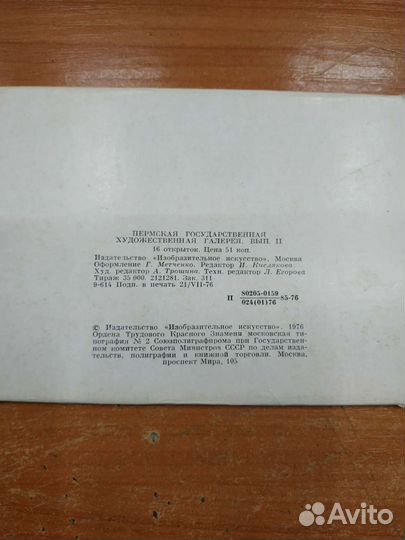 ПЕРМСКАЯ ГОСУДАРСТВЕННАЯ
ХУДОЖЕСТВЕННАЯ ГАЛЕРЕЯ. ВЫП. II
16 открыток. Цена 51 коп.
Издательство «Изобразительное искусство», Москва
Оформление Г. Метченко. Редактор И. Кислякова
Худ. редактор А. Трошина. Техн. редактор Л. Егорова
Тираж 35 000. 2121281. Зак. 311
9-614 Подп. в печать 21/VII-76
П 80205-0159/024(01)76 85-76
© Издательство «Изобразительное искусство», 1976
Ордена Трудового Красного Знамени московская ти-
пография № 2 Союзполиграфпрома при Государствен-
ном комитете Совета Министров СССР по делам изда-
тельств, полиграфии и книжной торговли. Москва,
проспект Мира, 105
Avito